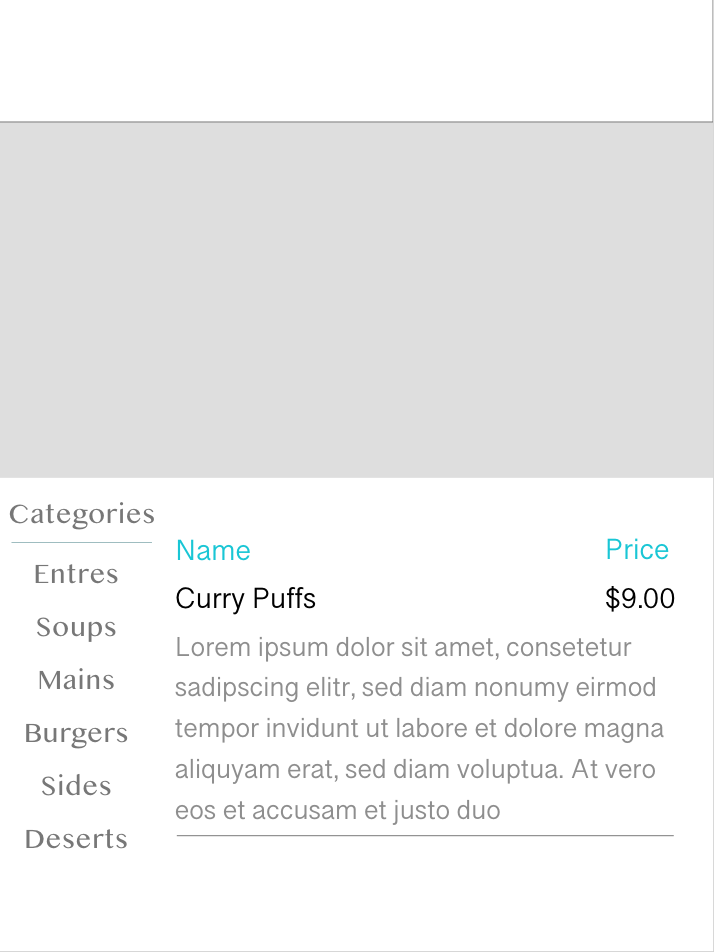 Categories
Entres
Soups
Mains
Burgers
Sides
Deserts
Name Price
Curry Puffs $9.00
Lorem ipsum dolor sit amet, consetetur
sadipscing elitr, sed diam nonumy eirmod
tempor invidunt ut labore et dolore magna
aliquyam erat, sed diam voluptua. At vero
eos et accusam et justo duo